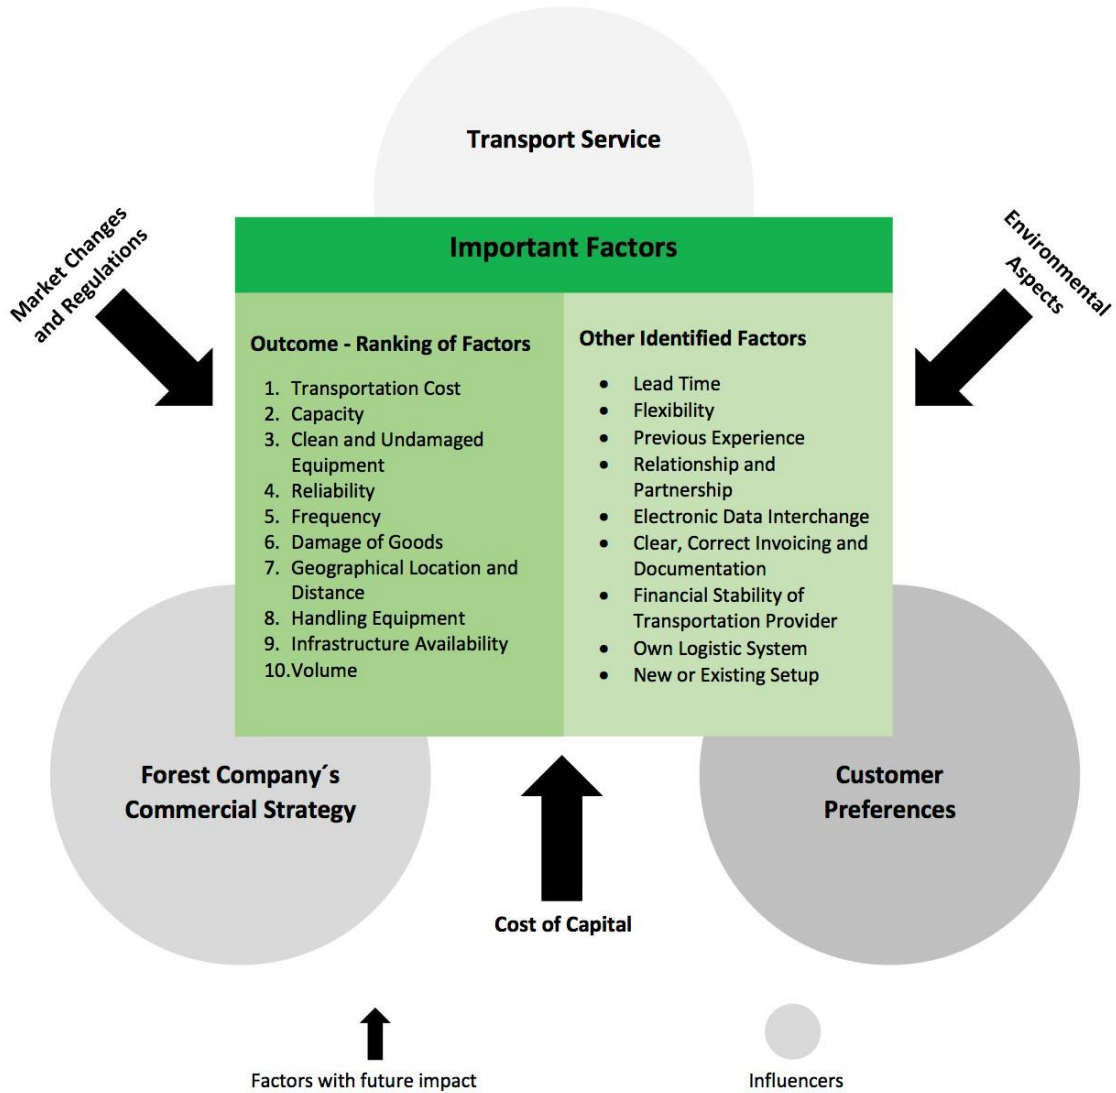 Transport Service
Market Changes
and Regulations
Environmental
Aspects
Important Factors
Outcome - Ranking of Factors
1. Transportation Cost
2. Capacity
3. Clean and Undamaged
Equipment
4. Reliability
5. Frequency
6. Damage of Goods
7. Geographical Location and
Distance
8. Handling Equipment
9. Infrastructure Availability
10.Volume
Other Identified Factors
• Lead Time
• Flexibility
• Previous Experience
• Relationship and
Partnership
• Electronic Data Interchange
• Clear, Correct Invoicing and
Documentation
• Financial Stability of
Transportation Provider
• Own Logistic System
• New or Existing Setup
Forest Company´s
Commercial Strategy
Customer
Preferences
Cost of Capital
Factors with future impact
Influencers